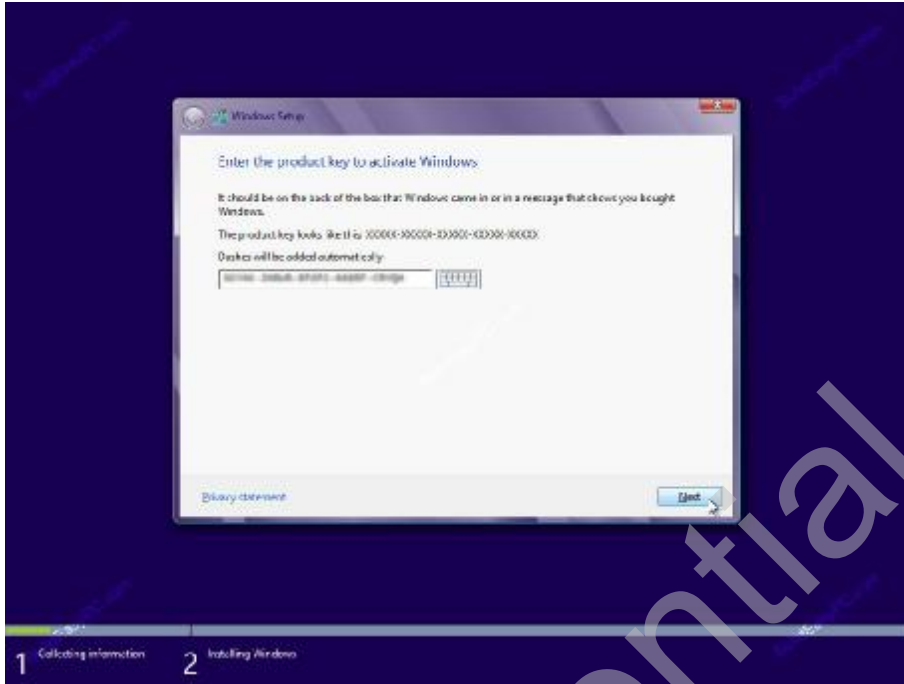 Windows Setup
Enter the product key to activate Windows
It should be on the back of the box that Windows came in or in a message that shows you bought
Windows.
The product key looks like this: XXXXX-XXXXX-XXXXX-XXXXX-XXXXX
Dashes will be added automatically
Privacy statement
Next
ential
1 Collecting information
2 Installing Windows